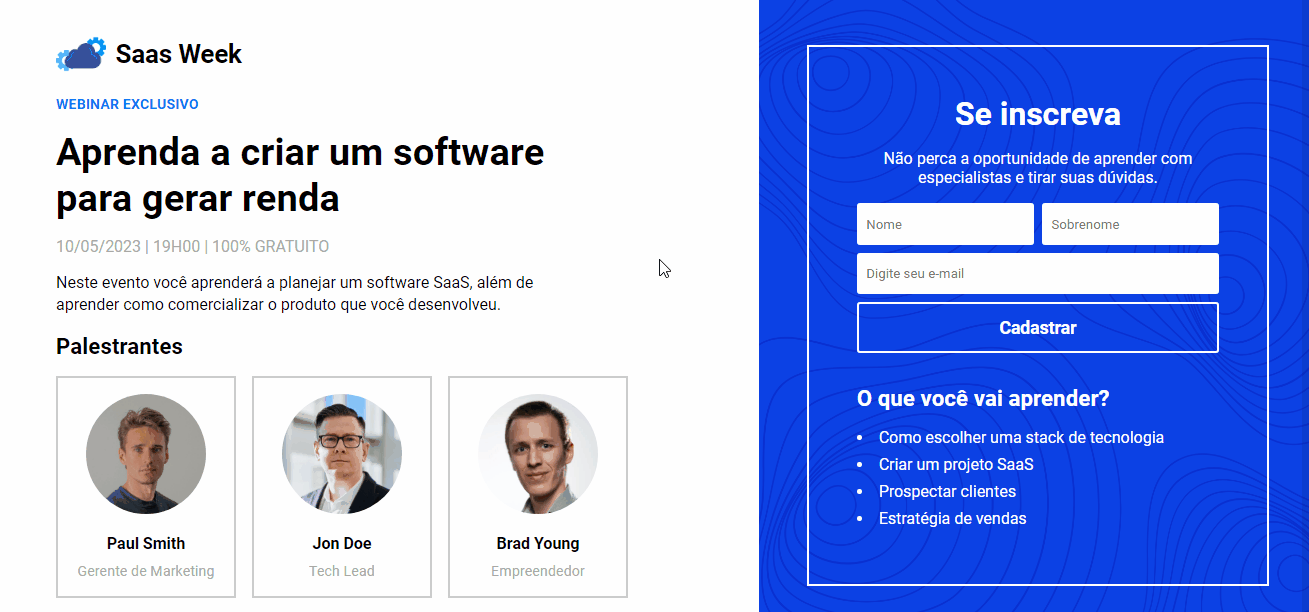 Saas Week
WEBINAR EXCLUSIVO
Aprenda a criar um software
para gerar renda
10/05/2023 | 19H00 | 100% GRATUITO
Neste evento você aprenderá a planejar um software SaaS, além de
aprender como comercializar o produto que você desenvolveu.
Palestrantes
Paul Smith
Gerente de Marketing
Jon Doe
Tech Lead
Brad Young
Empreendedor
Se inscreva
Não perca a oportunidade de aprender com
especialistas e tirar suas dúvidas.
Nome
Sobrenome
Digite seu e-mail
Cadastrar
O que você vai aprender?
• Como escolher uma stack de tecnologia
• Criar um projeto SaaS
• Prospectar clientes
• Estratégia de vendas